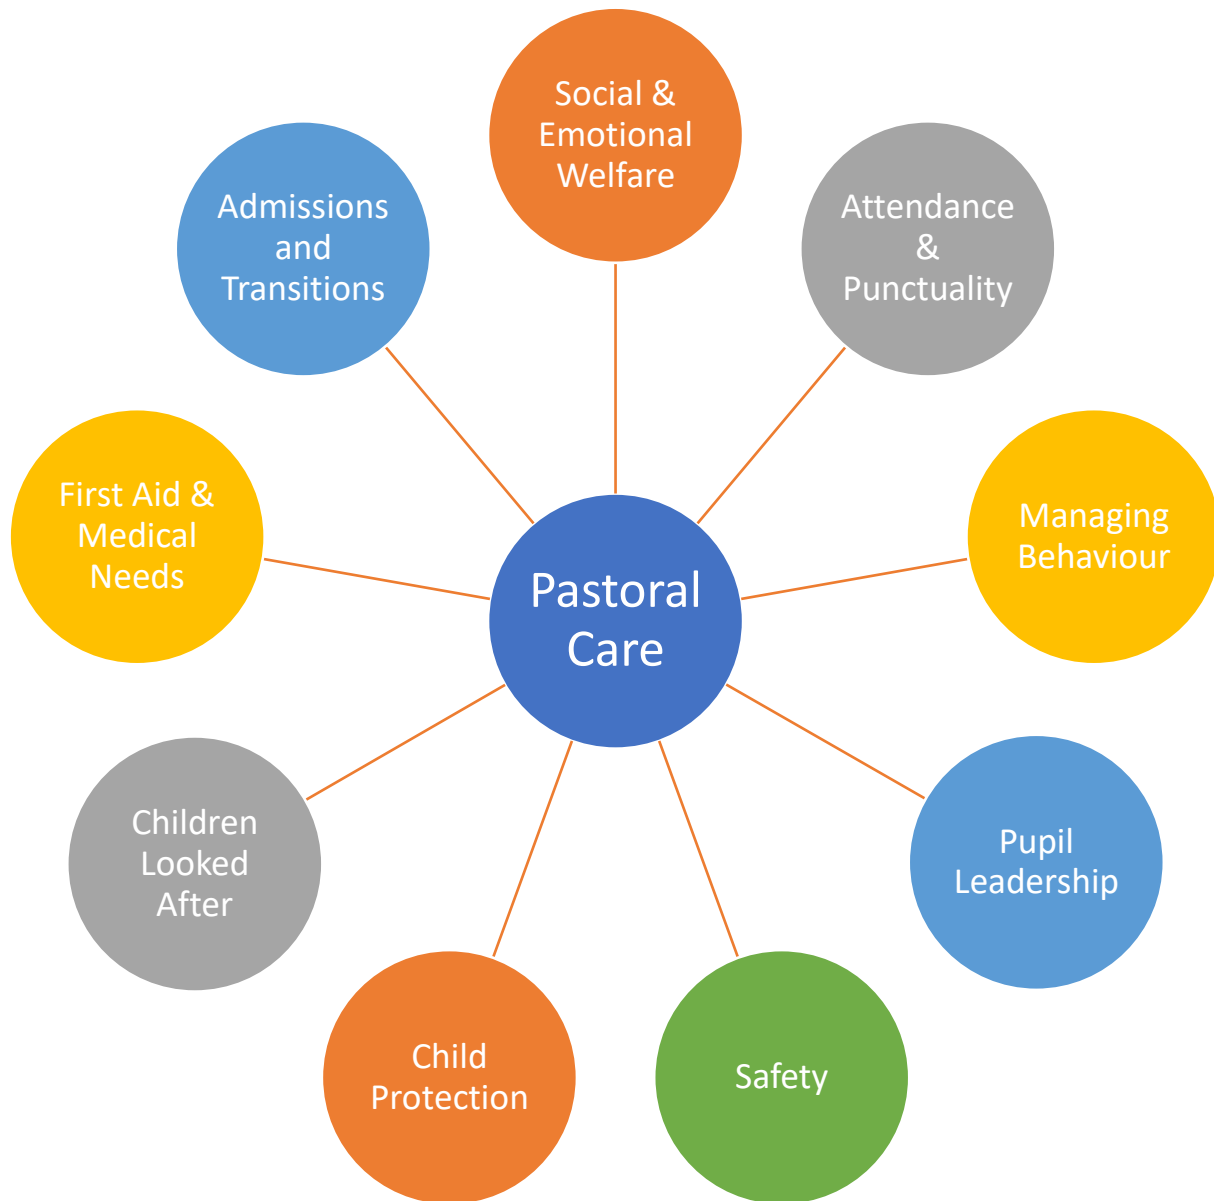 Social &
Emotional
Welfare
Attendance
&
Punctuality
Managing
Behaviour
Pupil
Leadership
Safety
Child
Protection
Children
Looked
After
First Aid &
Medical
Needs
Admissions
and
Transitions
Pastoral
Care